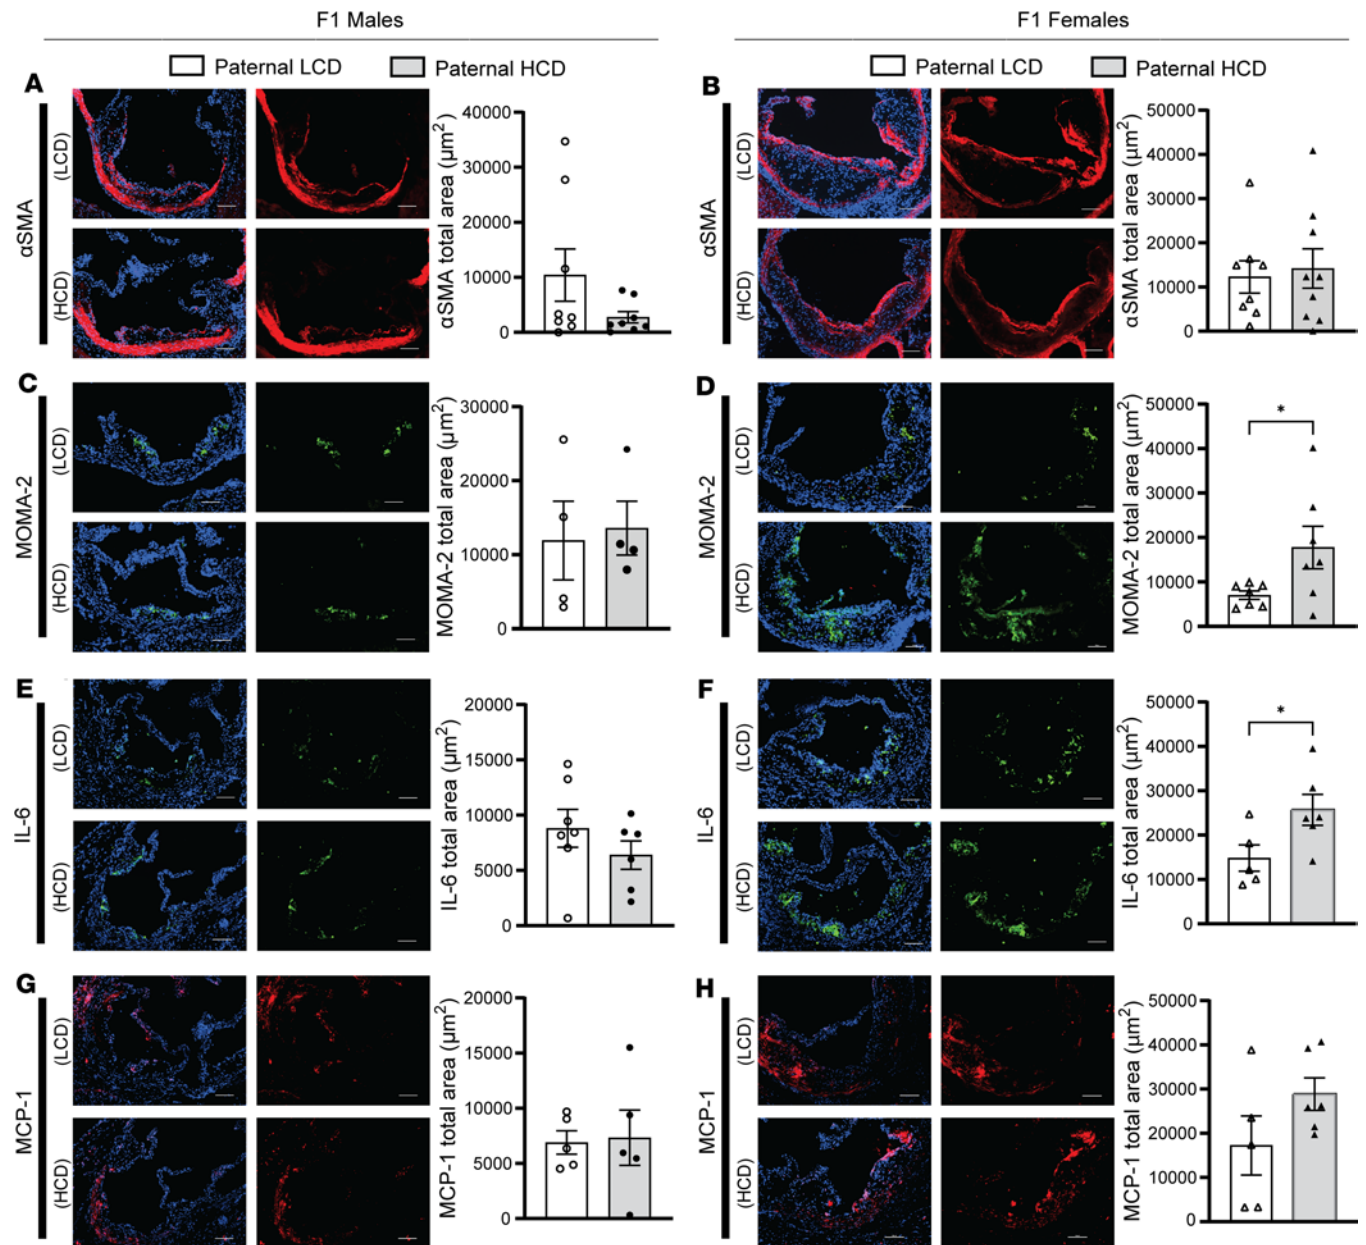 F1 Males
F1 Females
Paternal LCD
Paternal HCD
Paternal LCD
Paternal HCD
A
αSMA
(LCD)
(HCD)
αSMA total area (µm²)
40000
30000
20000
10000
0
B
αSMA
(LCD)
(HCD)
αSMA total area (µm²)
50000
40000
30000
20000
10000
0
C
MOMA-2
(LCD)
(HCD)
MOMA-2 total area (µm²)
30000
20000
10000
0
D
MOMA-2
(LCD)
(HCD)
MOMA-2 total area (µm²)
50000
40000
30000
20000
10000
0
*
E
IL-6
(LCD)
(HCD)
IL-6 total area (µm²)
20000
15000
10000
5000
0
F
IL-6
(LCD)
(HCD)
IL-6 total area (µm²)
50000
40000
30000
20000
10000
0
*
G
MCP-1
(LCD)
(HCD)
MCP-1 total area (µm²)
20000
15000
10000
5000
0
H
MCP-1
(LCD)
(HCD)
MCP-1 total area (µm²)
50000
40000
30000
20000
10000
0